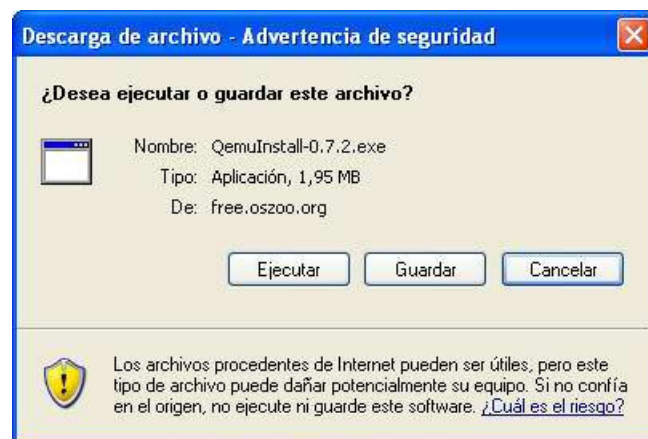 Descarga de archivo - Advertencia de seguridad
¿Desea ejecutar o guardar este archivo?
Nombre: QemuInstall-0.7.2.exe
Tipo: Aplicación, 1,95 MB
De: free.oszoo.org
Ejecutar Guardar Cancelar
Los archivos procedentes de Internet pueden ser útiles, pero este
tipo de archivo puede dañar potencialmente su equipo. Si no confía
en el origen, no ejecute ni guarde este software. ¿Cuál es el riesgo?